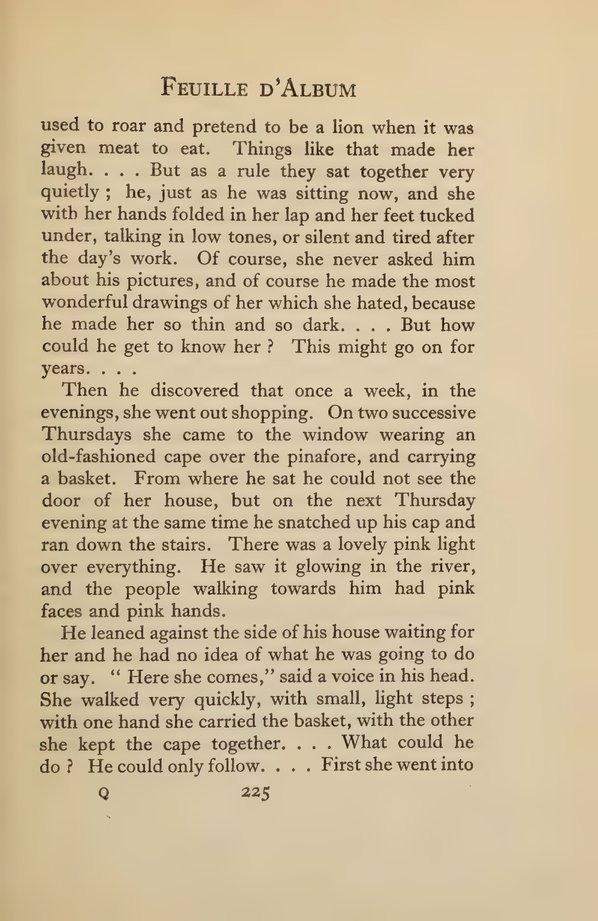 Feuille d'Album
used to roar and pretend to be a lion when it was
given meat to eat. Things like that made her
laugh. . . . But as a rule they sat together very
quietly ; he, just as he was sitting now, and she
with her hands folded in her lap and her feet tucked
under, talking in low tones, or silent and tired after
the day's work. Of course, she never asked him
about his pictures, and of course he made the most
wonderful drawings of her which she hated, because
he made her so thin and so dark. . . . But how
could he get to know her ? This might go on for
years. . . .
Then he discovered that once a week, in the
evenings, she went out shopping. On two successive
Thursdays she came to the window wearing an
old-fashioned cape over the pinafore, and carrying
a basket. From where he sat he could not see the
door of her house, but on the next Thursday
evening at the same time he snatched up his cap and
ran down the stairs. There was a lovely pink light
over everything. He saw it glowing in the river,
and the people walking towards him had pink
faces and pink hands.
He leaned against the side of his house waiting for
her and he had no idea of what he was going to do
or say. " Here she comes," said a voice in his head.
She walked very quickly, with small, light steps ;
with one hand she carried the basket, with the other
she kept the cape together. . . . What could he
do ? He could only follow. . . . First she went into
Q 225